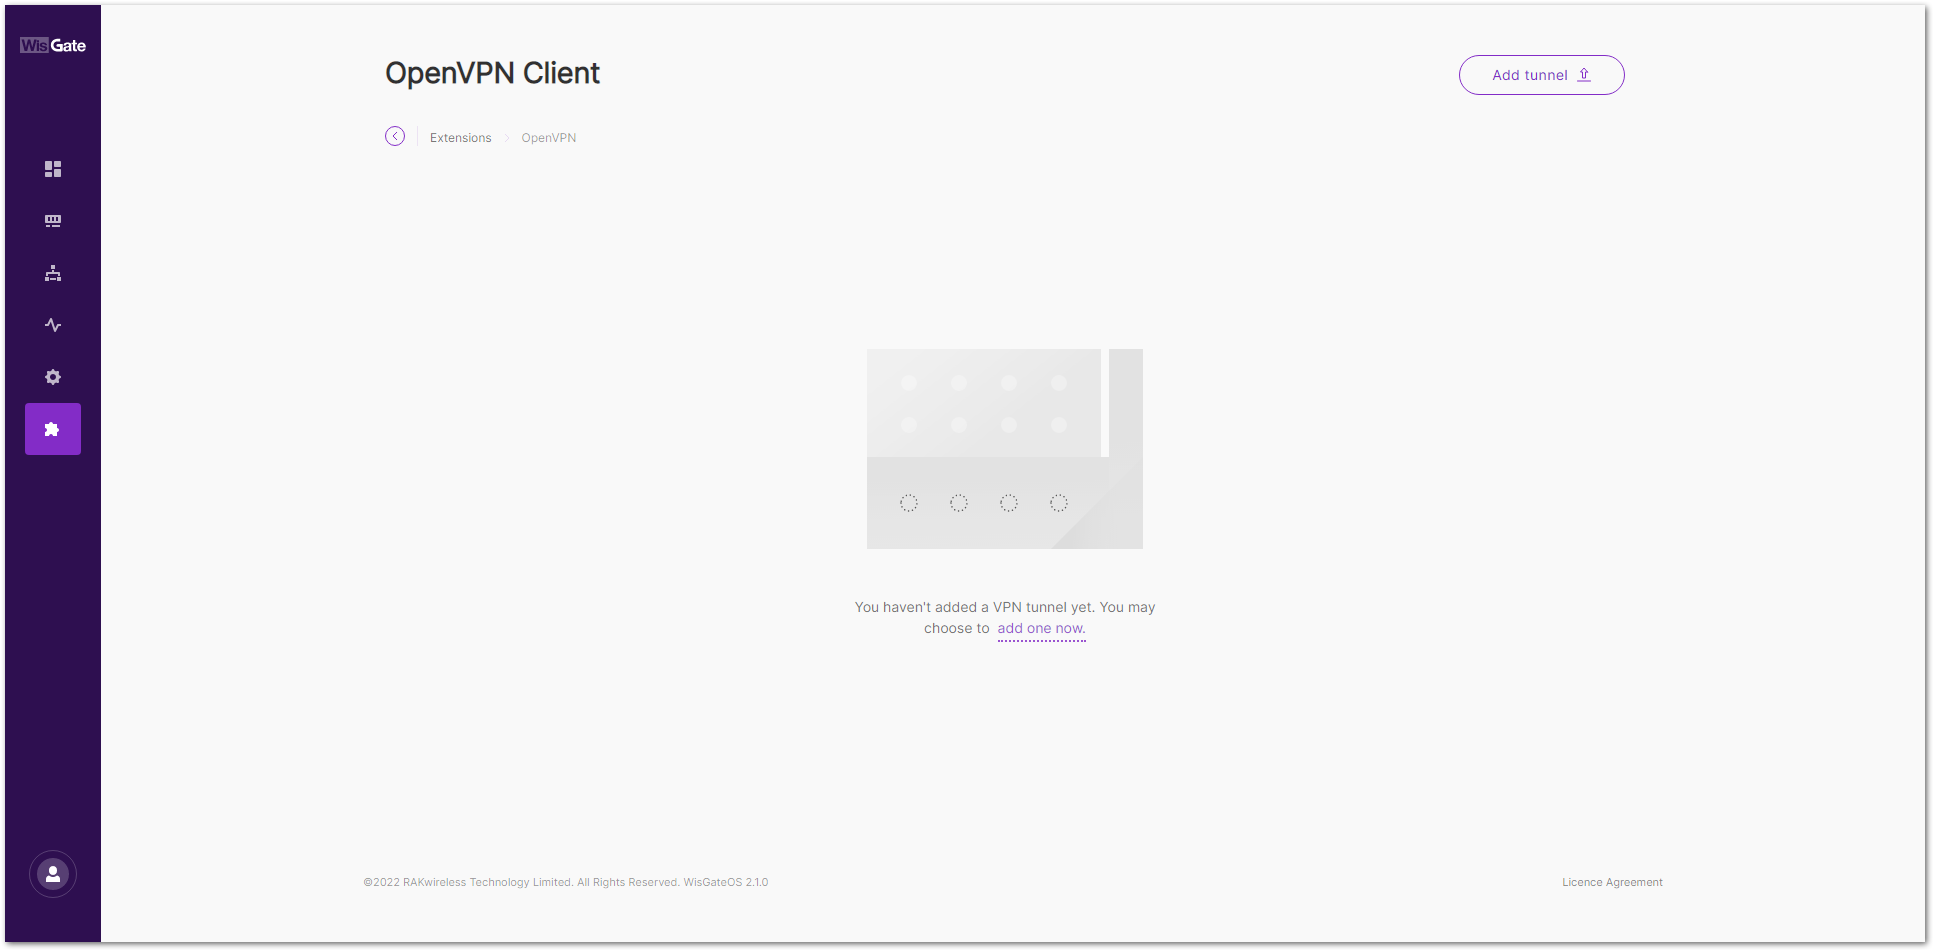 WisGate
OpenVPN Client
Add tunnel
Extensions
OpenVPN
You haven't added a VPN tunnel yet. You may
choose to add one now.
©2022 RAKwireless Technology Limited. All Rights Reserved. WisGateOS 2.1.0
Licence Agreement